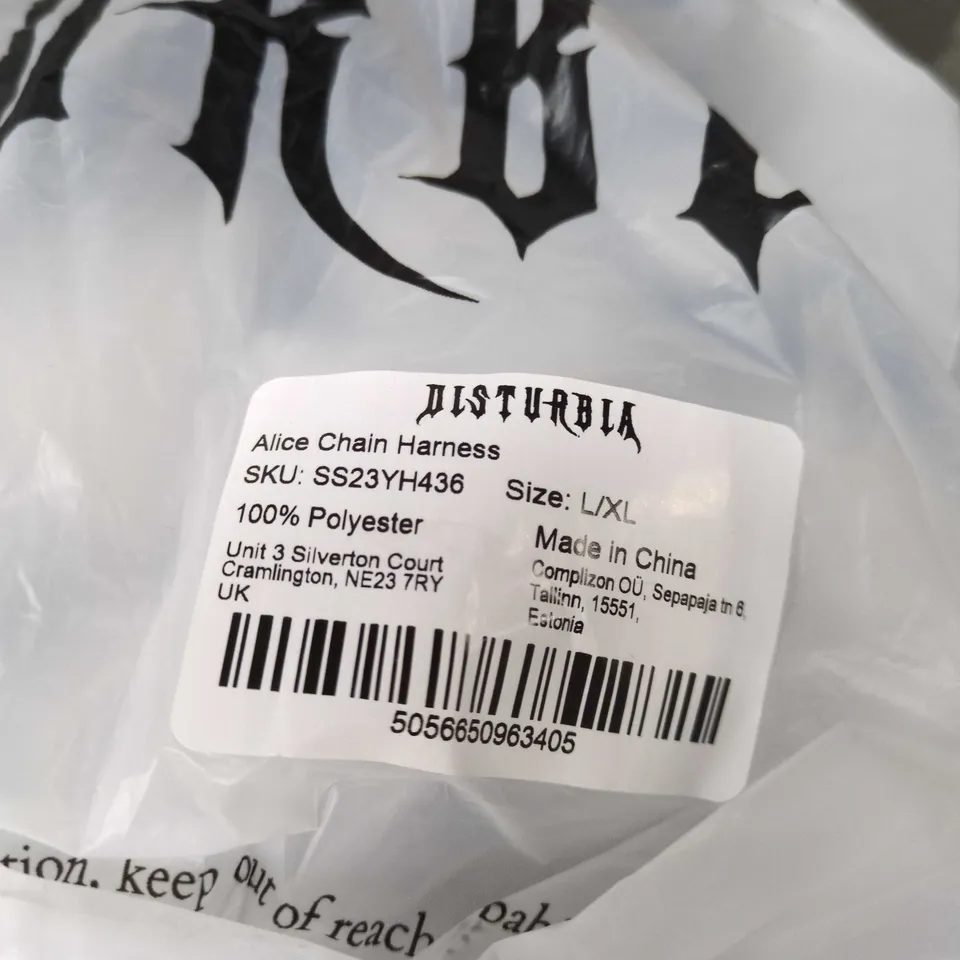 DISTURBIA
Alice Chain Harness
SKU: SS23YH436 Size: L/XL
100% Polyester
Made in China
Unit 3 Silverton Court
Cramlington, NE23 7RY
UK
Complizon OÜ, Sepapaja tn 6,
Tallinn, 15551,
Estonia
5056650963405
keep out of reach